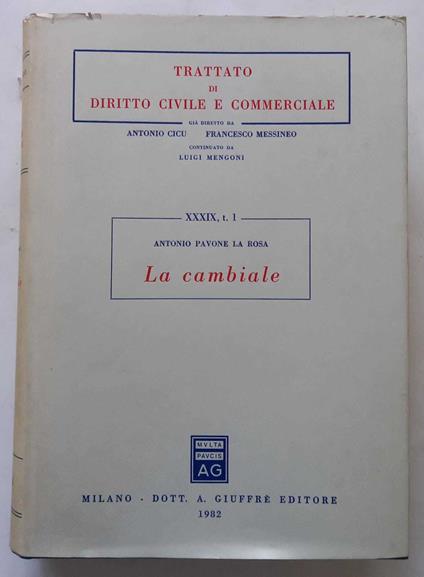 TRATTATO
DI
DIRITTO CIVILE E COMMERCIALE
GIÀ DIRETTO DA
ANTONIO CICU FRANCESCO MESSINEO
CONTINUATO DA
LUIGI MENGONI
XXXIX, t. 1
ANTONIO PAVONE LA ROSA
La cambiale
MVLTA
PAVCIS
AG
MILANO - DOTT. A. GIUFFRÈ EDITORE
1982